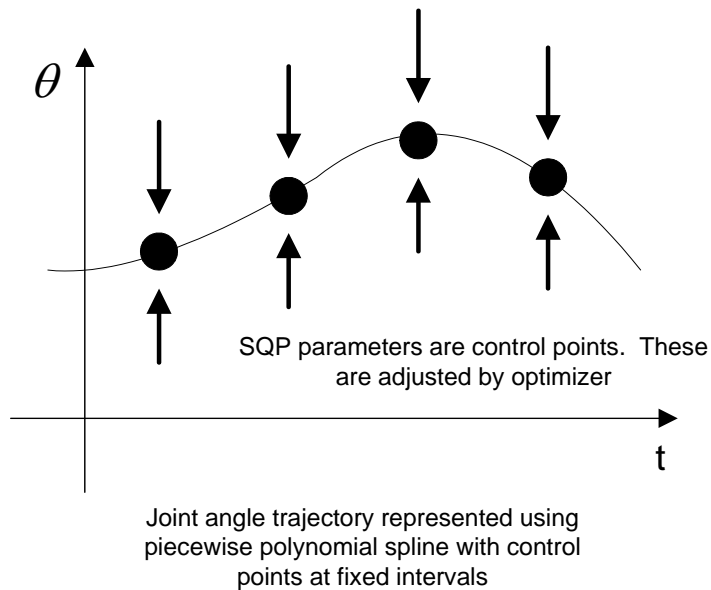 θ
SQP parameters are control points. These
are adjusted by optimizer
t
Joint angle trajectory represented using
piecewise polynomial spline with control
points at fixed intervals